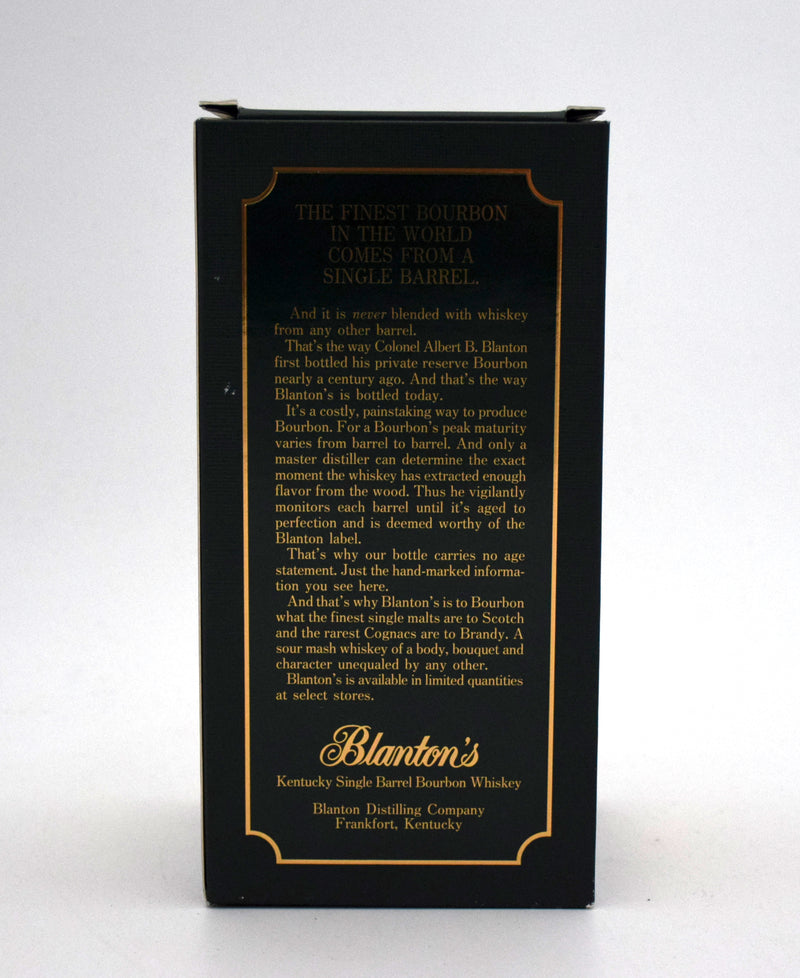 THE FINEST BOURBON
IN THE WORLD
COMES FROM A
SINGLE BARREL.
And it is never blended with whiskey
from any other barrel.
That's the way Colonel Albert B. Blanton
first bottled his private reserve Bourbon
nearly a century ago. And that's the way
Blanton's is bottled today.
It's a costly, painstaking way to produce
Bourbon. For a Bourbon's peak maturity
varies from barrel to barrel. And only a
master distiller can determine the exact
moment the whiskey has extracted enough
flavor from the wood. Thus he vigilantly
monitors each barrel until it's aged to
perfection and is deemed worthy of the
Blanton label.
That's why our bottle carries no age
statement. Just the hand-marked informa-
tion you see here.
And that's why Blanton's is to Bourbon
what the finest single malts are to Scotch
and the rarest Cognacs are to Brandy. A
sour mash whiskey of a body, bouquet and
character unequaled by any other.
Blanton's is available in limited quantities
at select stores.
Blanton's
Kentucky Single Barrel Bourbon Whiskey
Blanton Distilling Company
Frankfort, Kentucky